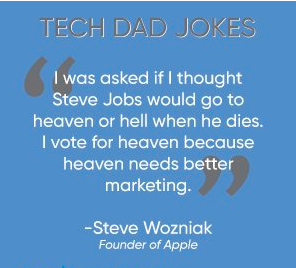 TECH DAD JOKES
“
I was asked if I thought
Steve Jobs would go to
heaven or hell when he dies.
I vote for heaven because
heaven needs better
marketing.
”
-Steve Wozniak
Founder of Apple